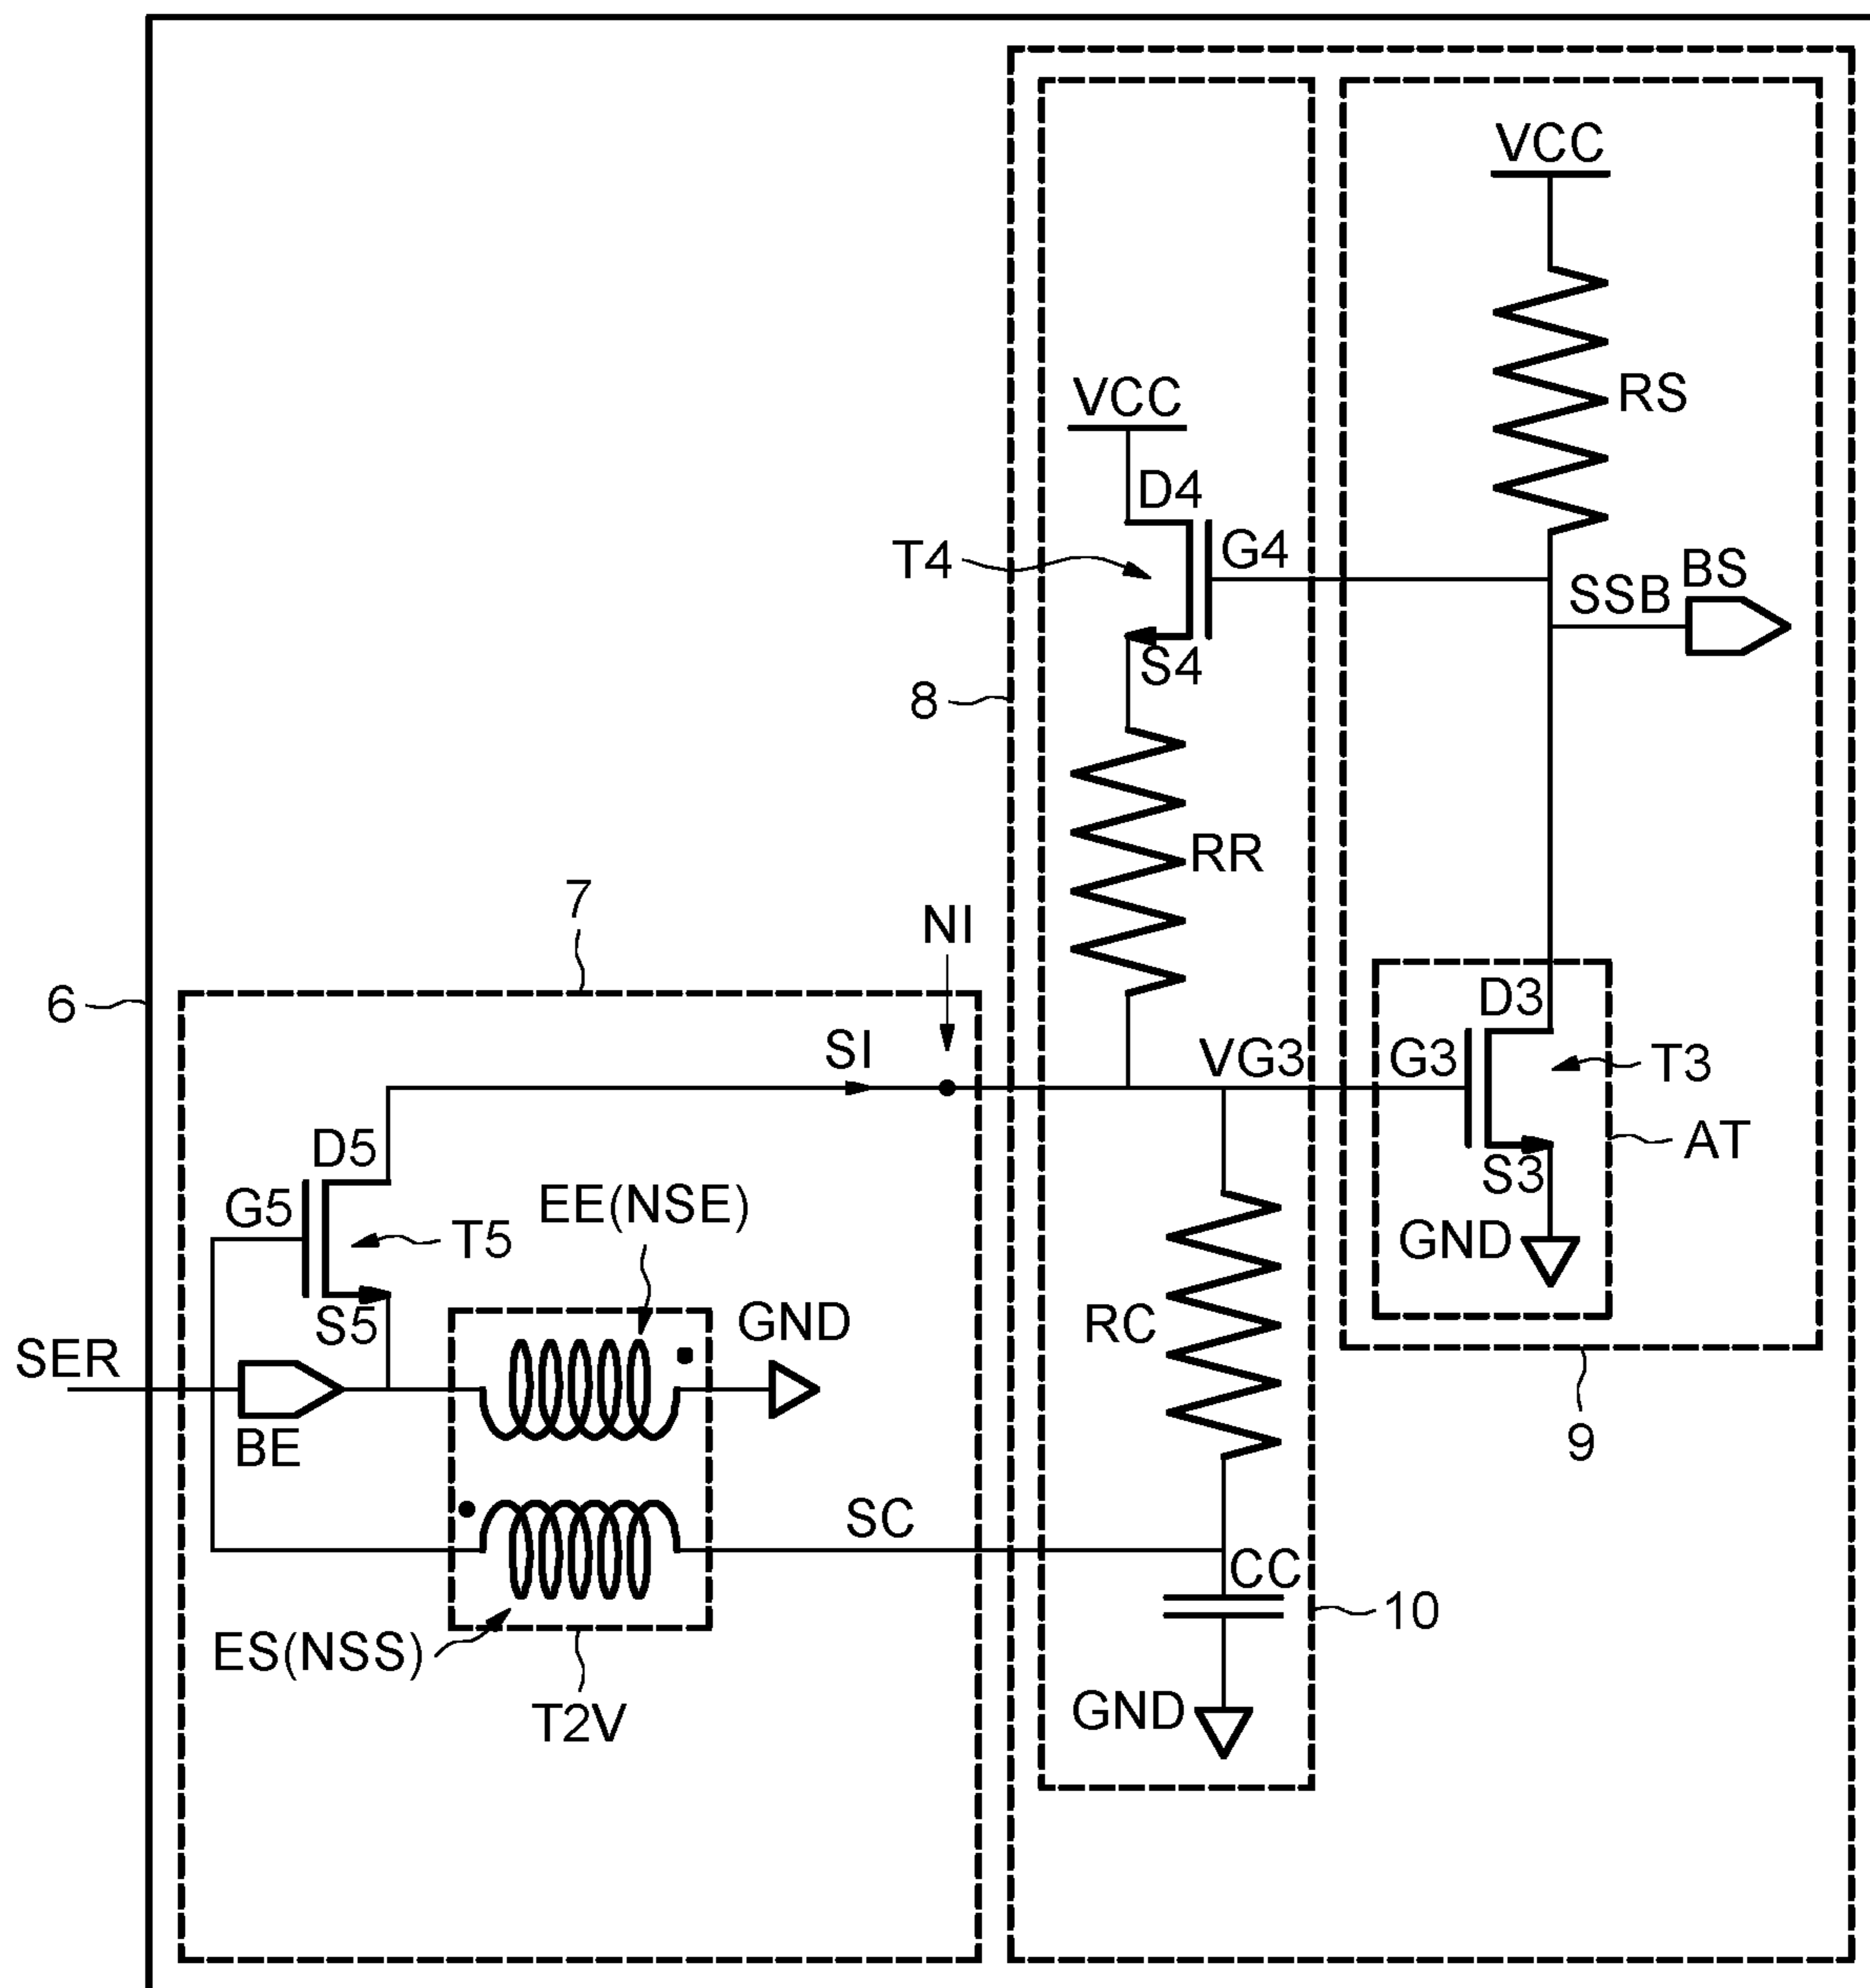 VCC
VCC
RS
D4
G4
T4
SSB
BS
S4
8
RR
7
NI
6
D3
SI
VG3
G3
T3
D5
AT
S3
G5
EE(NSE)
T5
GND
S5
GND
RC
SER
BE
9
SC
CC
10
ES(NSS)
GND
T2V